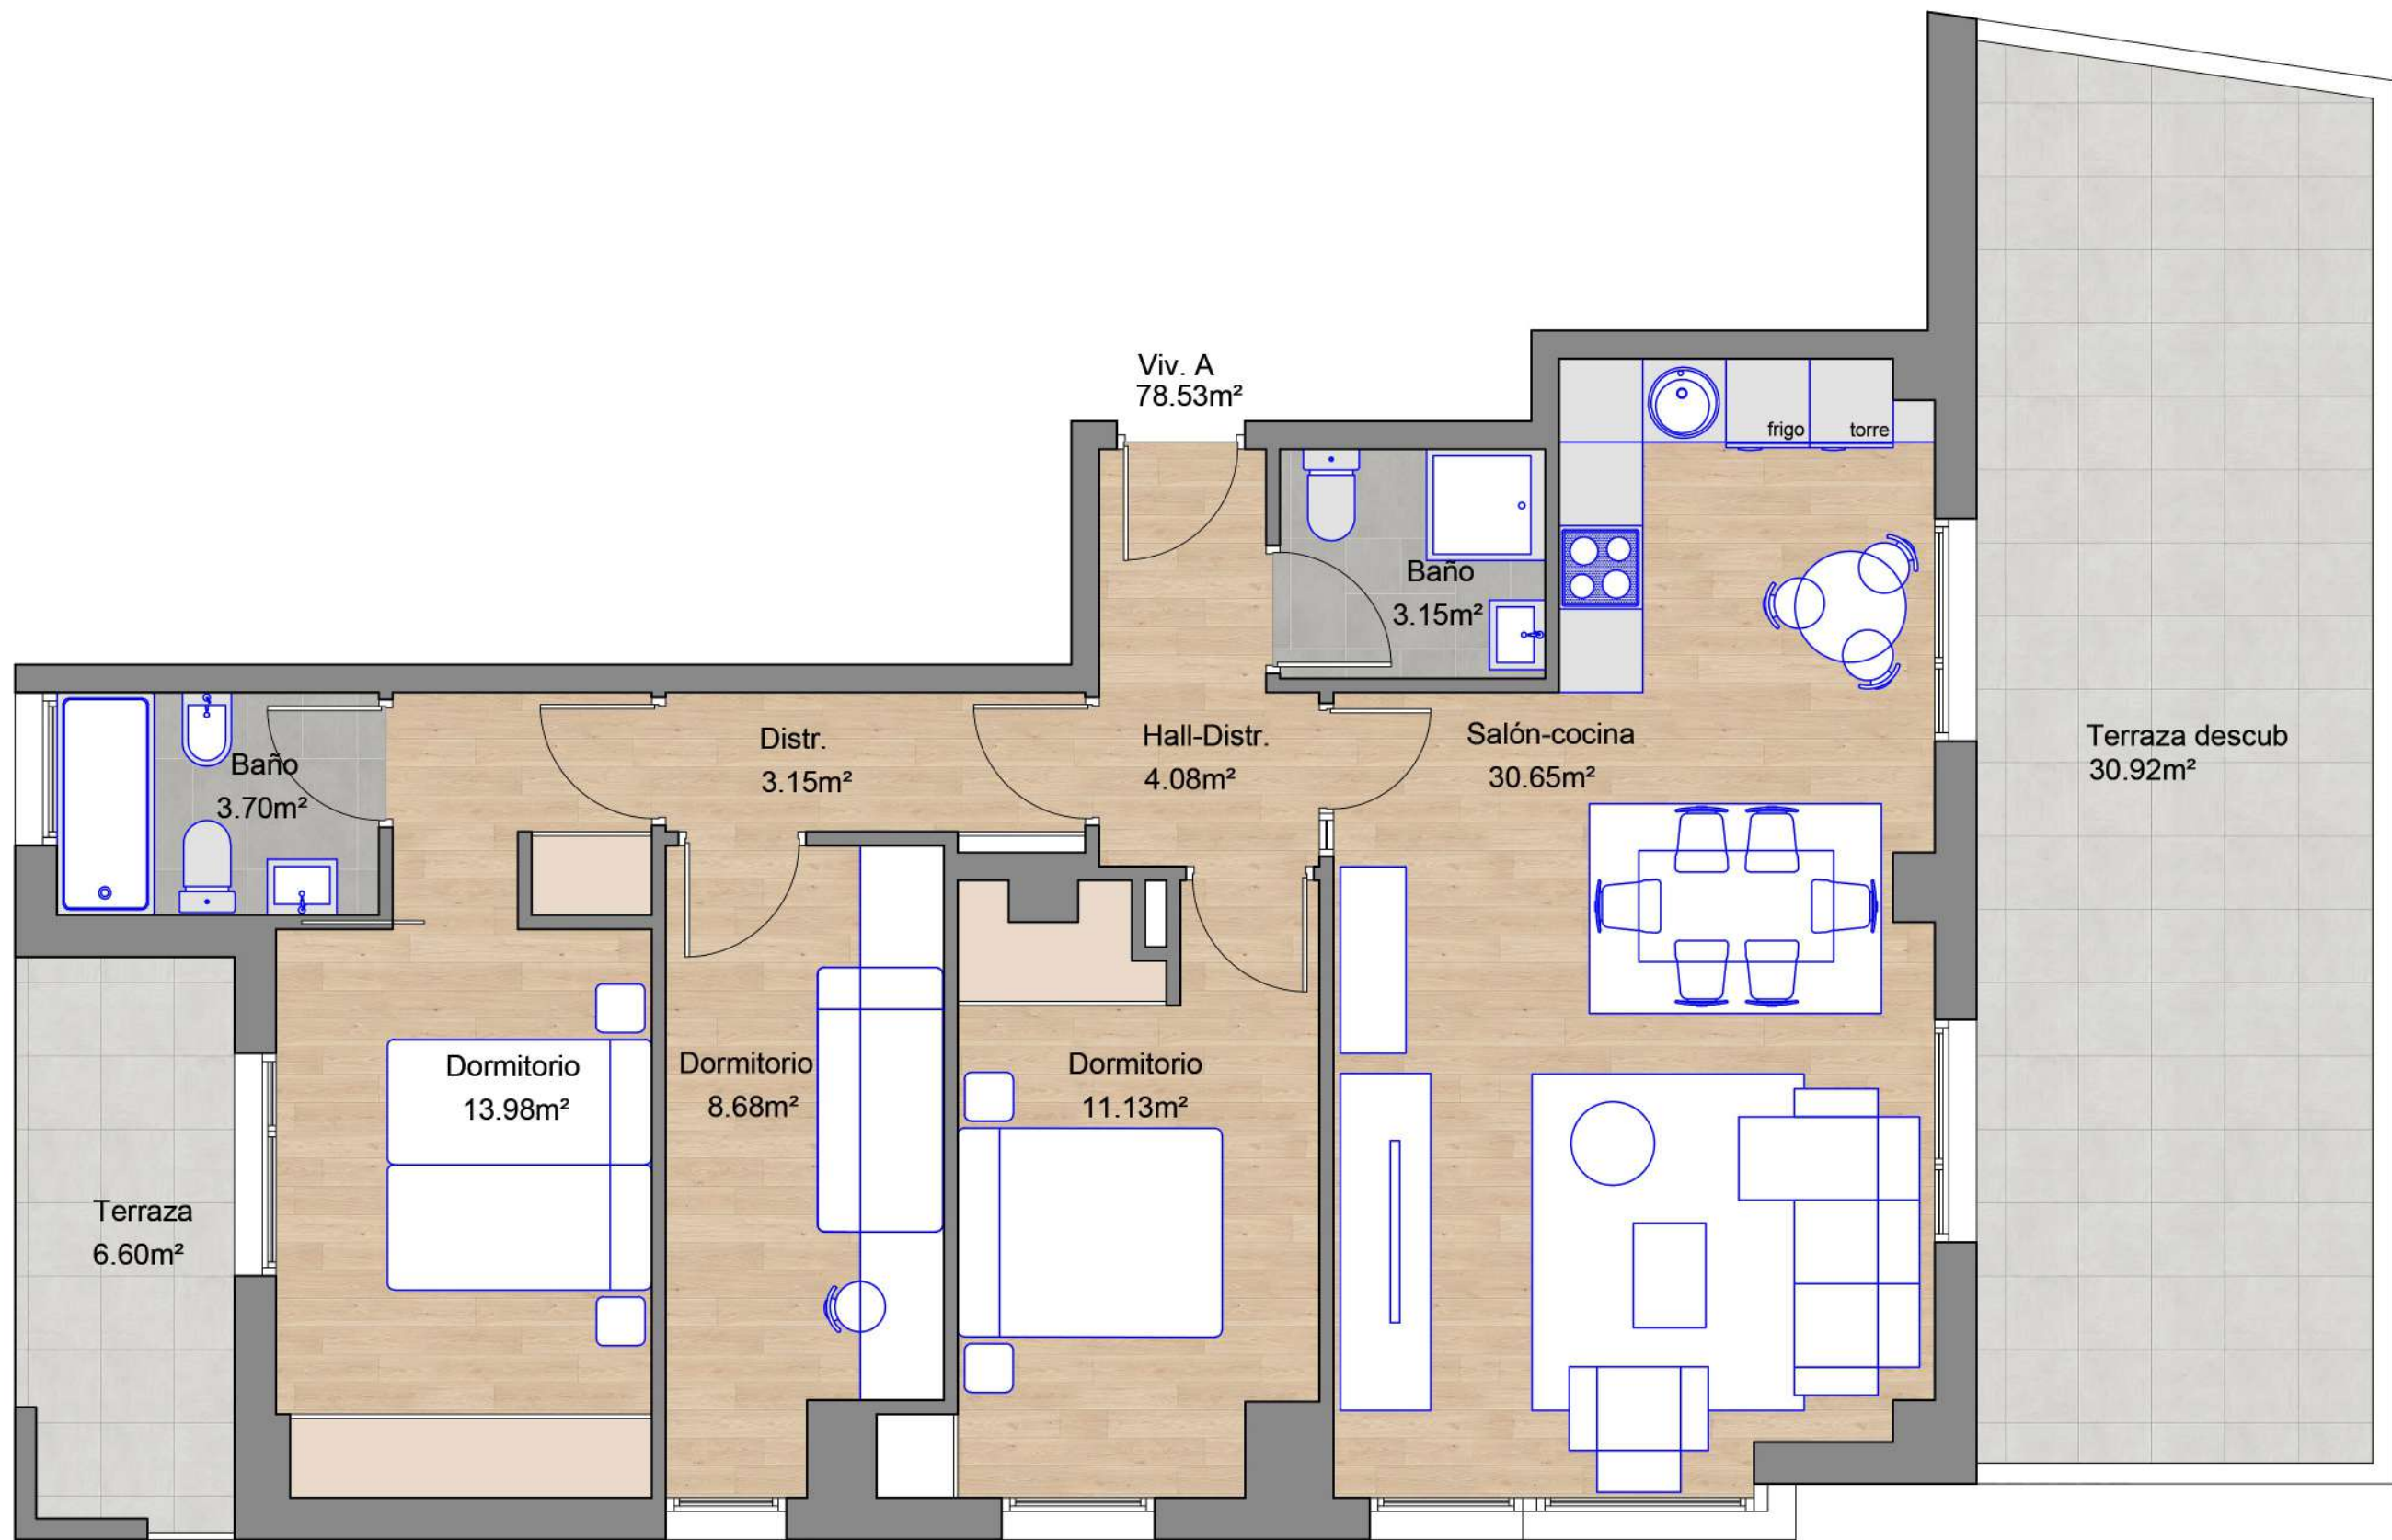 Viv. A
78.53m²
frigo
torre
Baño
3.15m²
Distr.
3.15m²
Hall-Distr.
4.08m²
Salón-cocina
30.65m²
Terraza descub
30.92m²
Baño
3.70m²
Dormitorio
13.98m²
Dormitorio
8.68m²
Dormitorio
11.13m²
Terraza
6.60m²